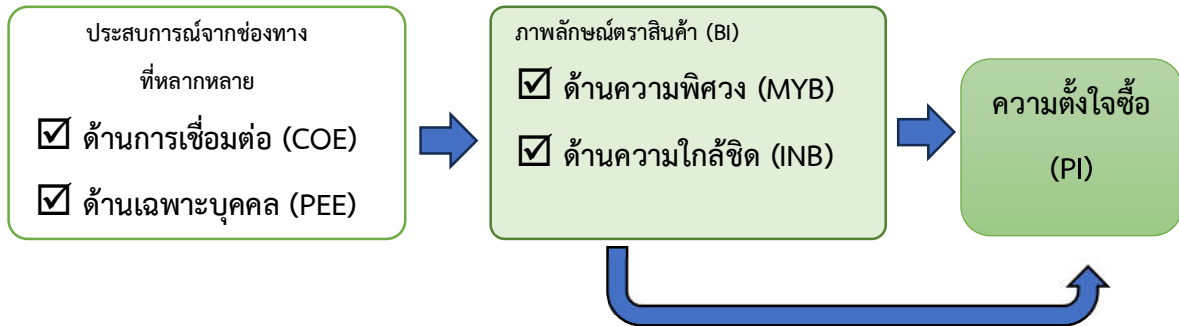 ประสบการณ์จากช่องทาง
ที่หลากหลาย
ด้านการเชื่อมต่อ (COE)
ด้านเฉพาะบุคคล (PEE)
ภาพลักษณ์ตราสินค้า (BI)
ด้านความพิศวง (MYB)
ด้านความใกล้ชิด (INB)
ความตั้งใจซื้อ
(PI)